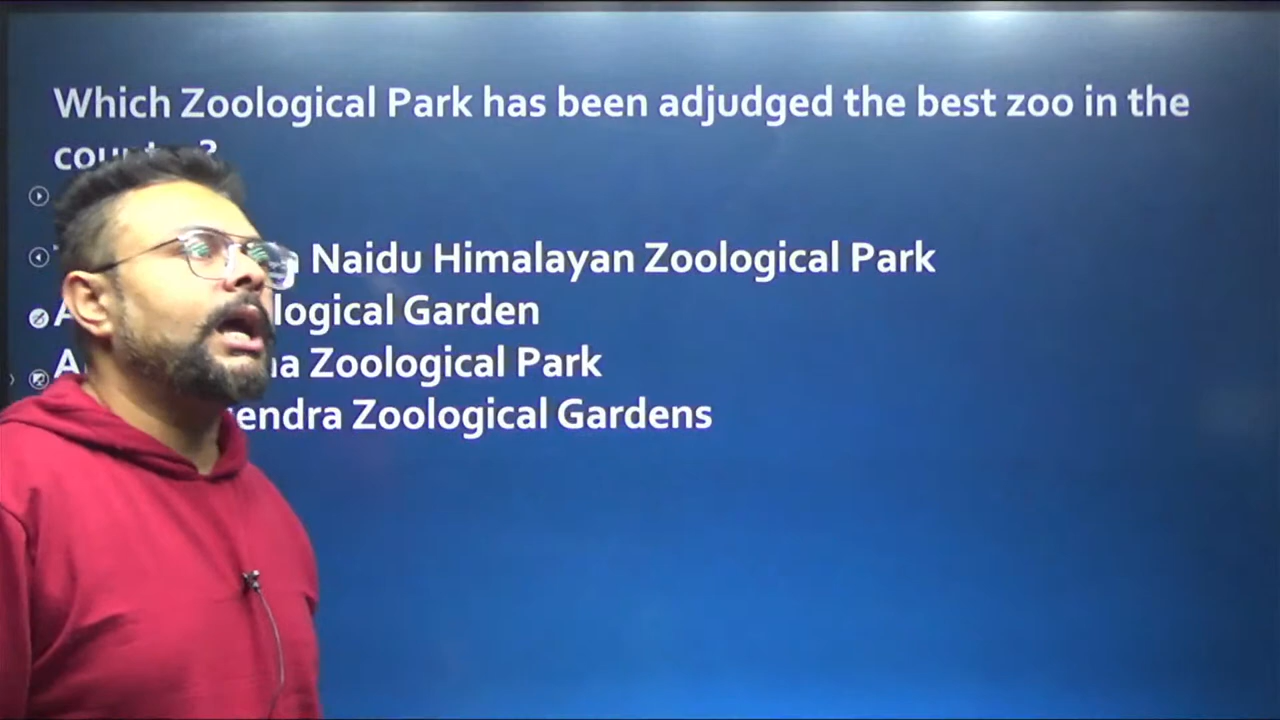 Which Zoological Park has been adjudged the best zoo in the
Naidu Himalayan Zoological Park
Garden
Zoological Park
Zoological Gardens